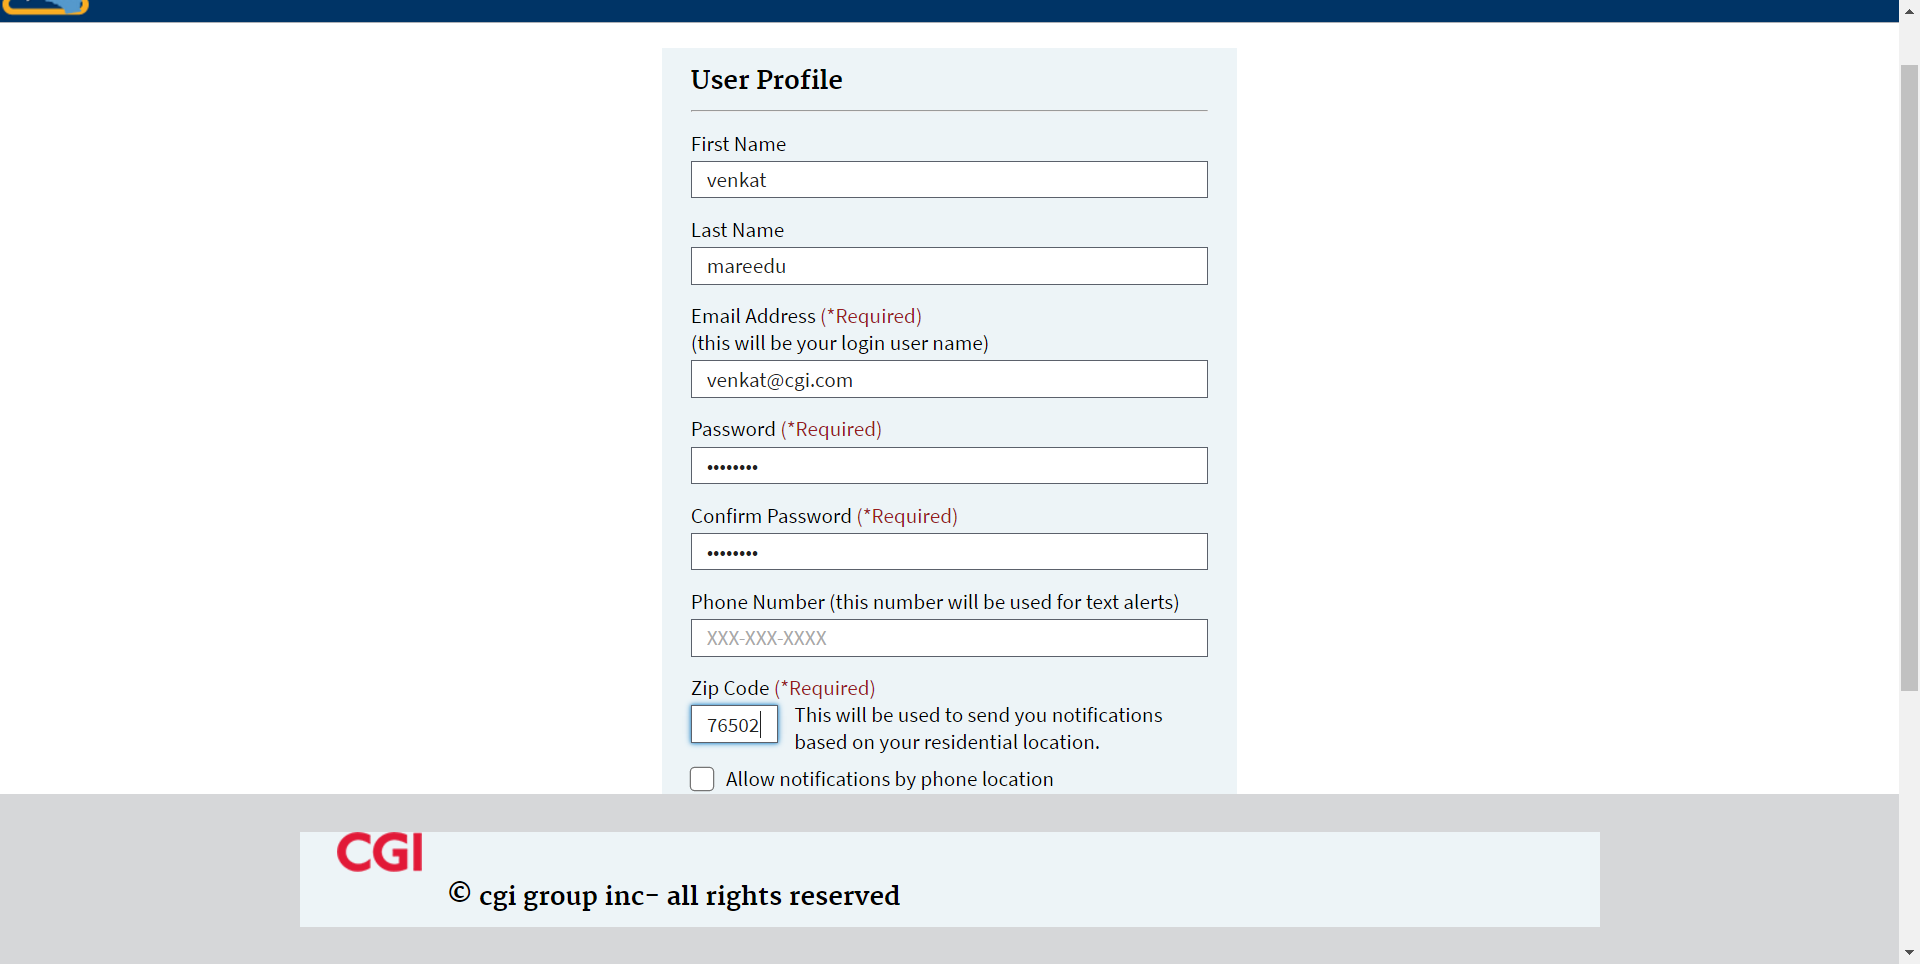 User Profile
First Name
venkat
Last Name
mareedu
Email Address (*Required)
(this will be your login user name)
venkat@cgi.com
Password (*Required)
••••••••
Confirm Password (*Required)
••••••••
Phone Number (this number will be used for text alerts)
XXX-XXX-XXXX
Zip Code (*Required)
76502
This will be used to send you notifications
based on your residential location.
Allow notifications by phone location
CGI
© cgi group inc- all rights reserved